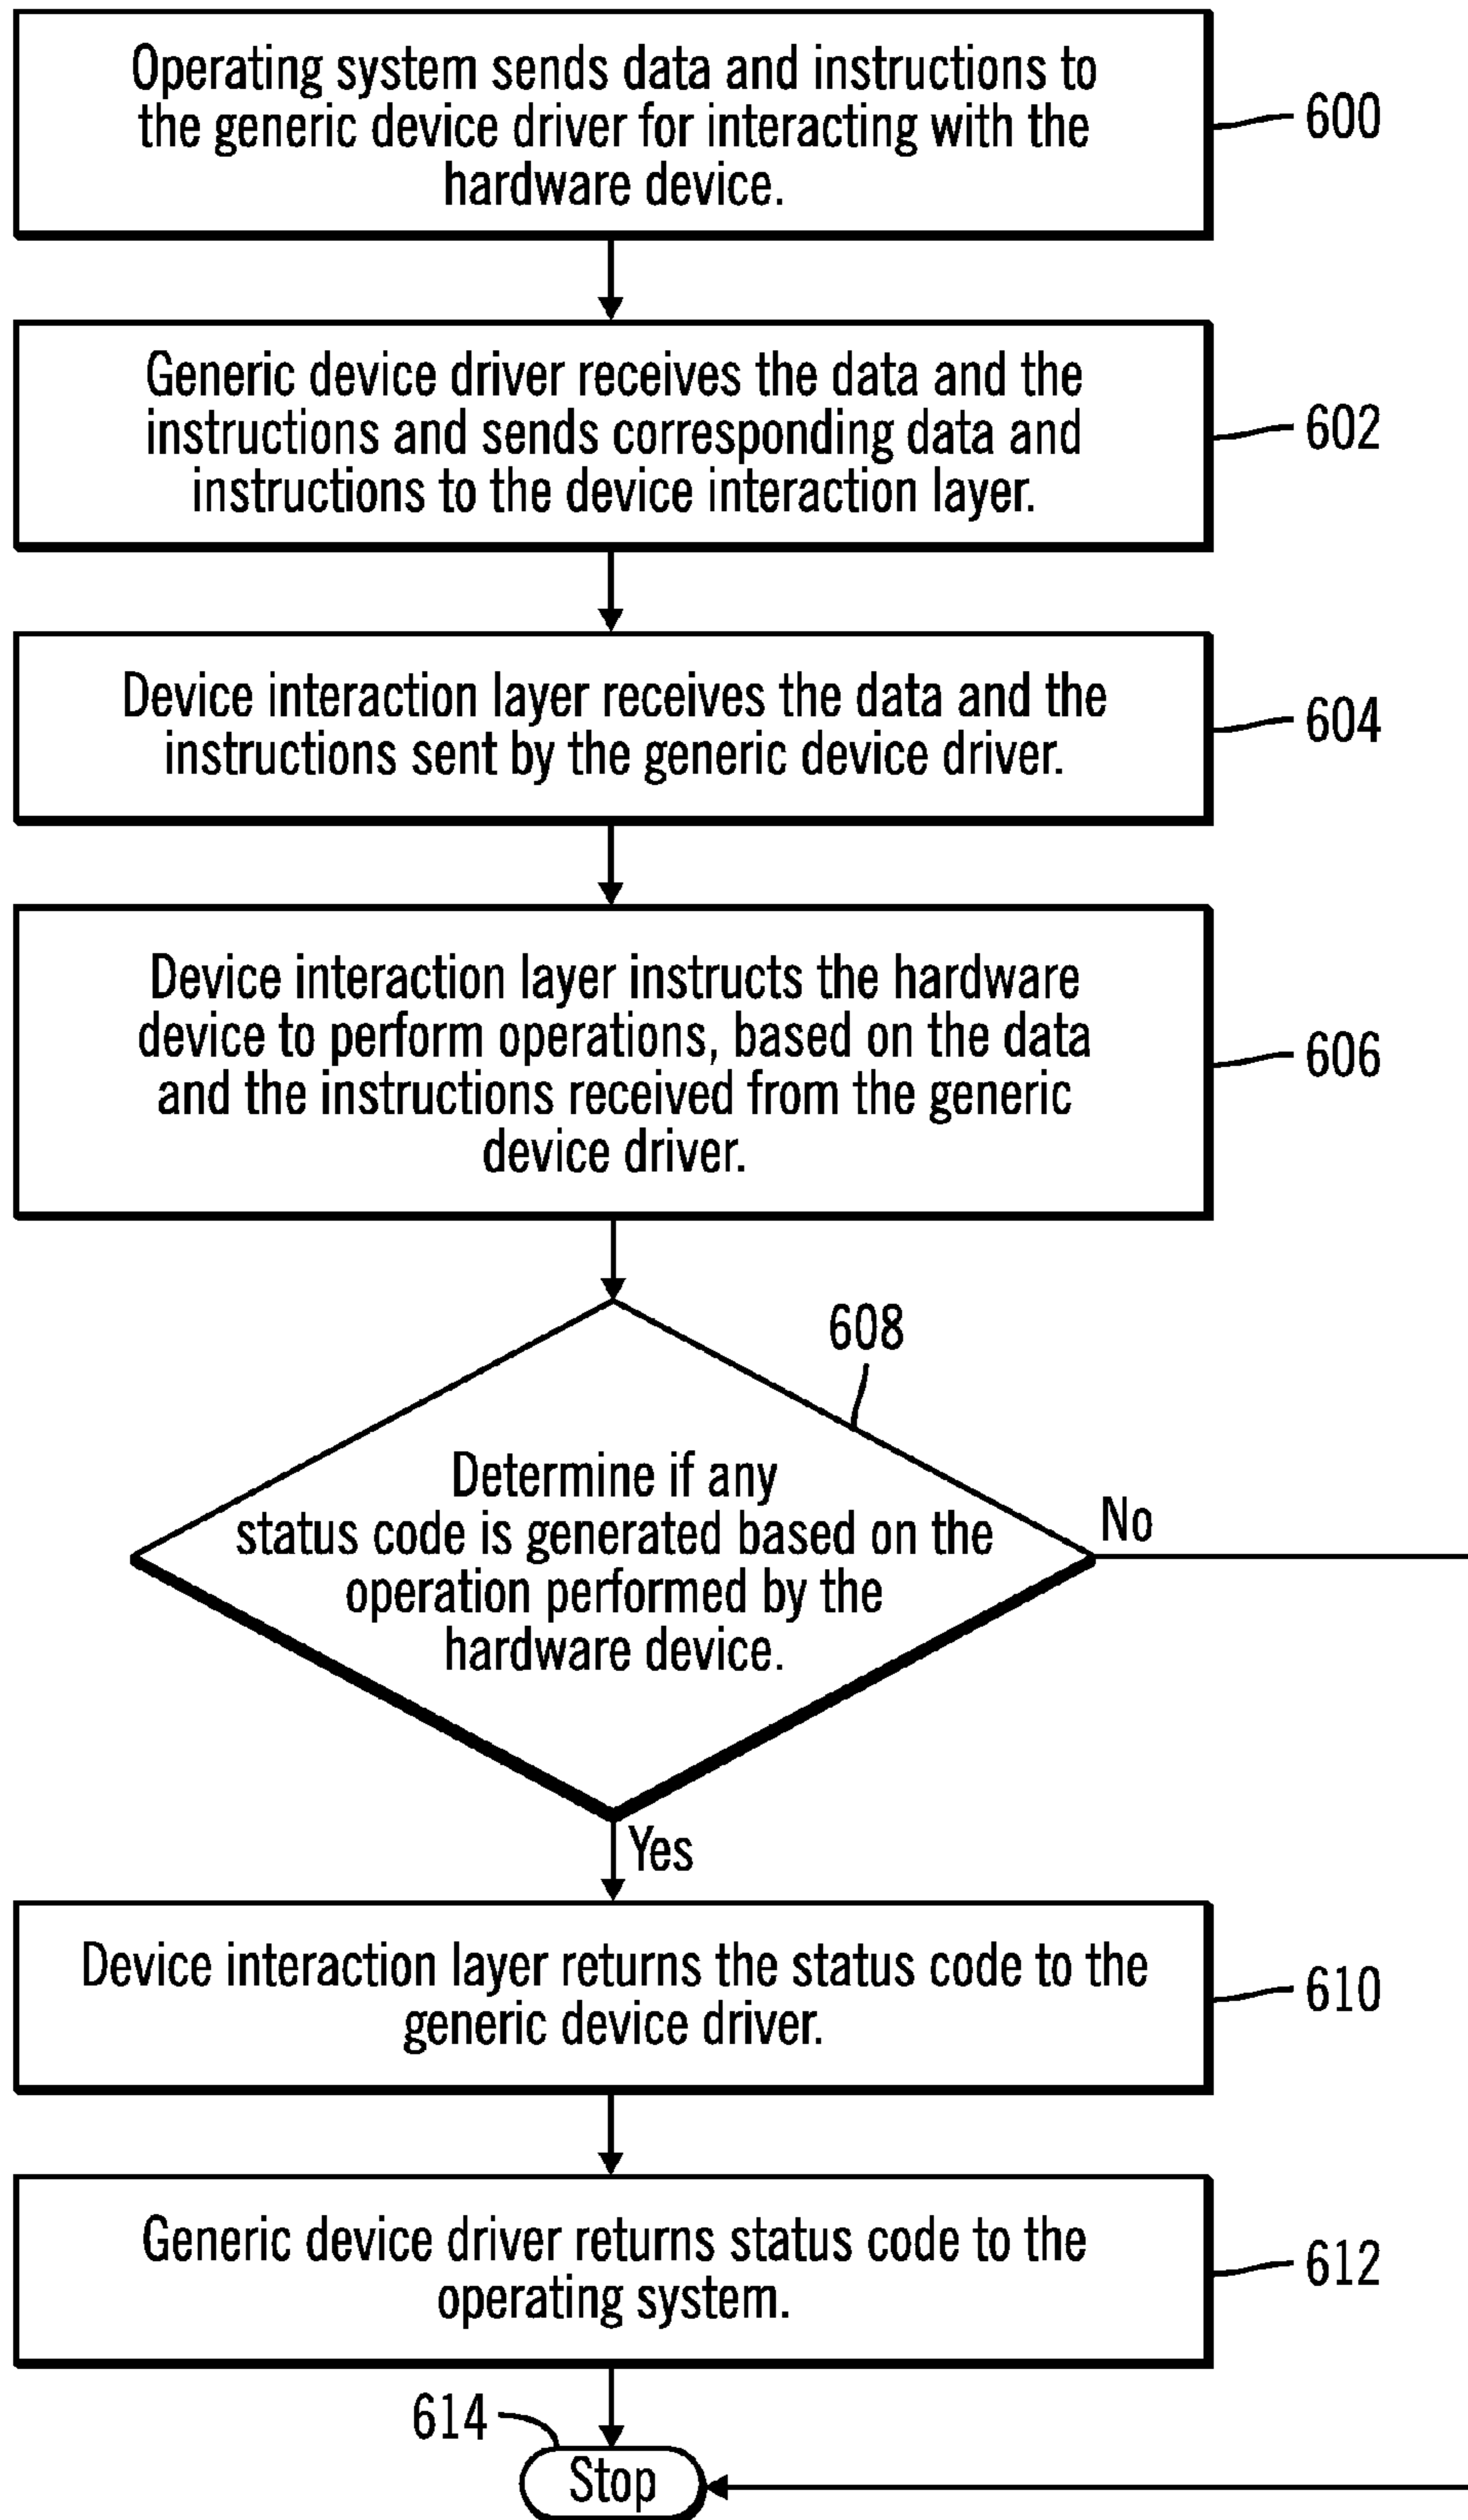 Operating system sends data and instructions to
the generic device driver for interacting with the
hardware device.
600
Generic device driver receives the data and the
instructions and sends corresponding data and
instructions to the device interaction layer.
602
Device interaction layer receives the data and the
instructions sent by the generic device driver.
604
Device interaction layer instructs the hardware
device to perform operations, based on the data
and the instructions received from the generic
device driver.
606
608
Determine if any
status code is generated based on the
operation performed by the
hardware device.
No
Yes
Device interaction layer returns the status code to the
generic device driver.
610
Generic device driver returns status code to the
operating system.
612
614
Stop